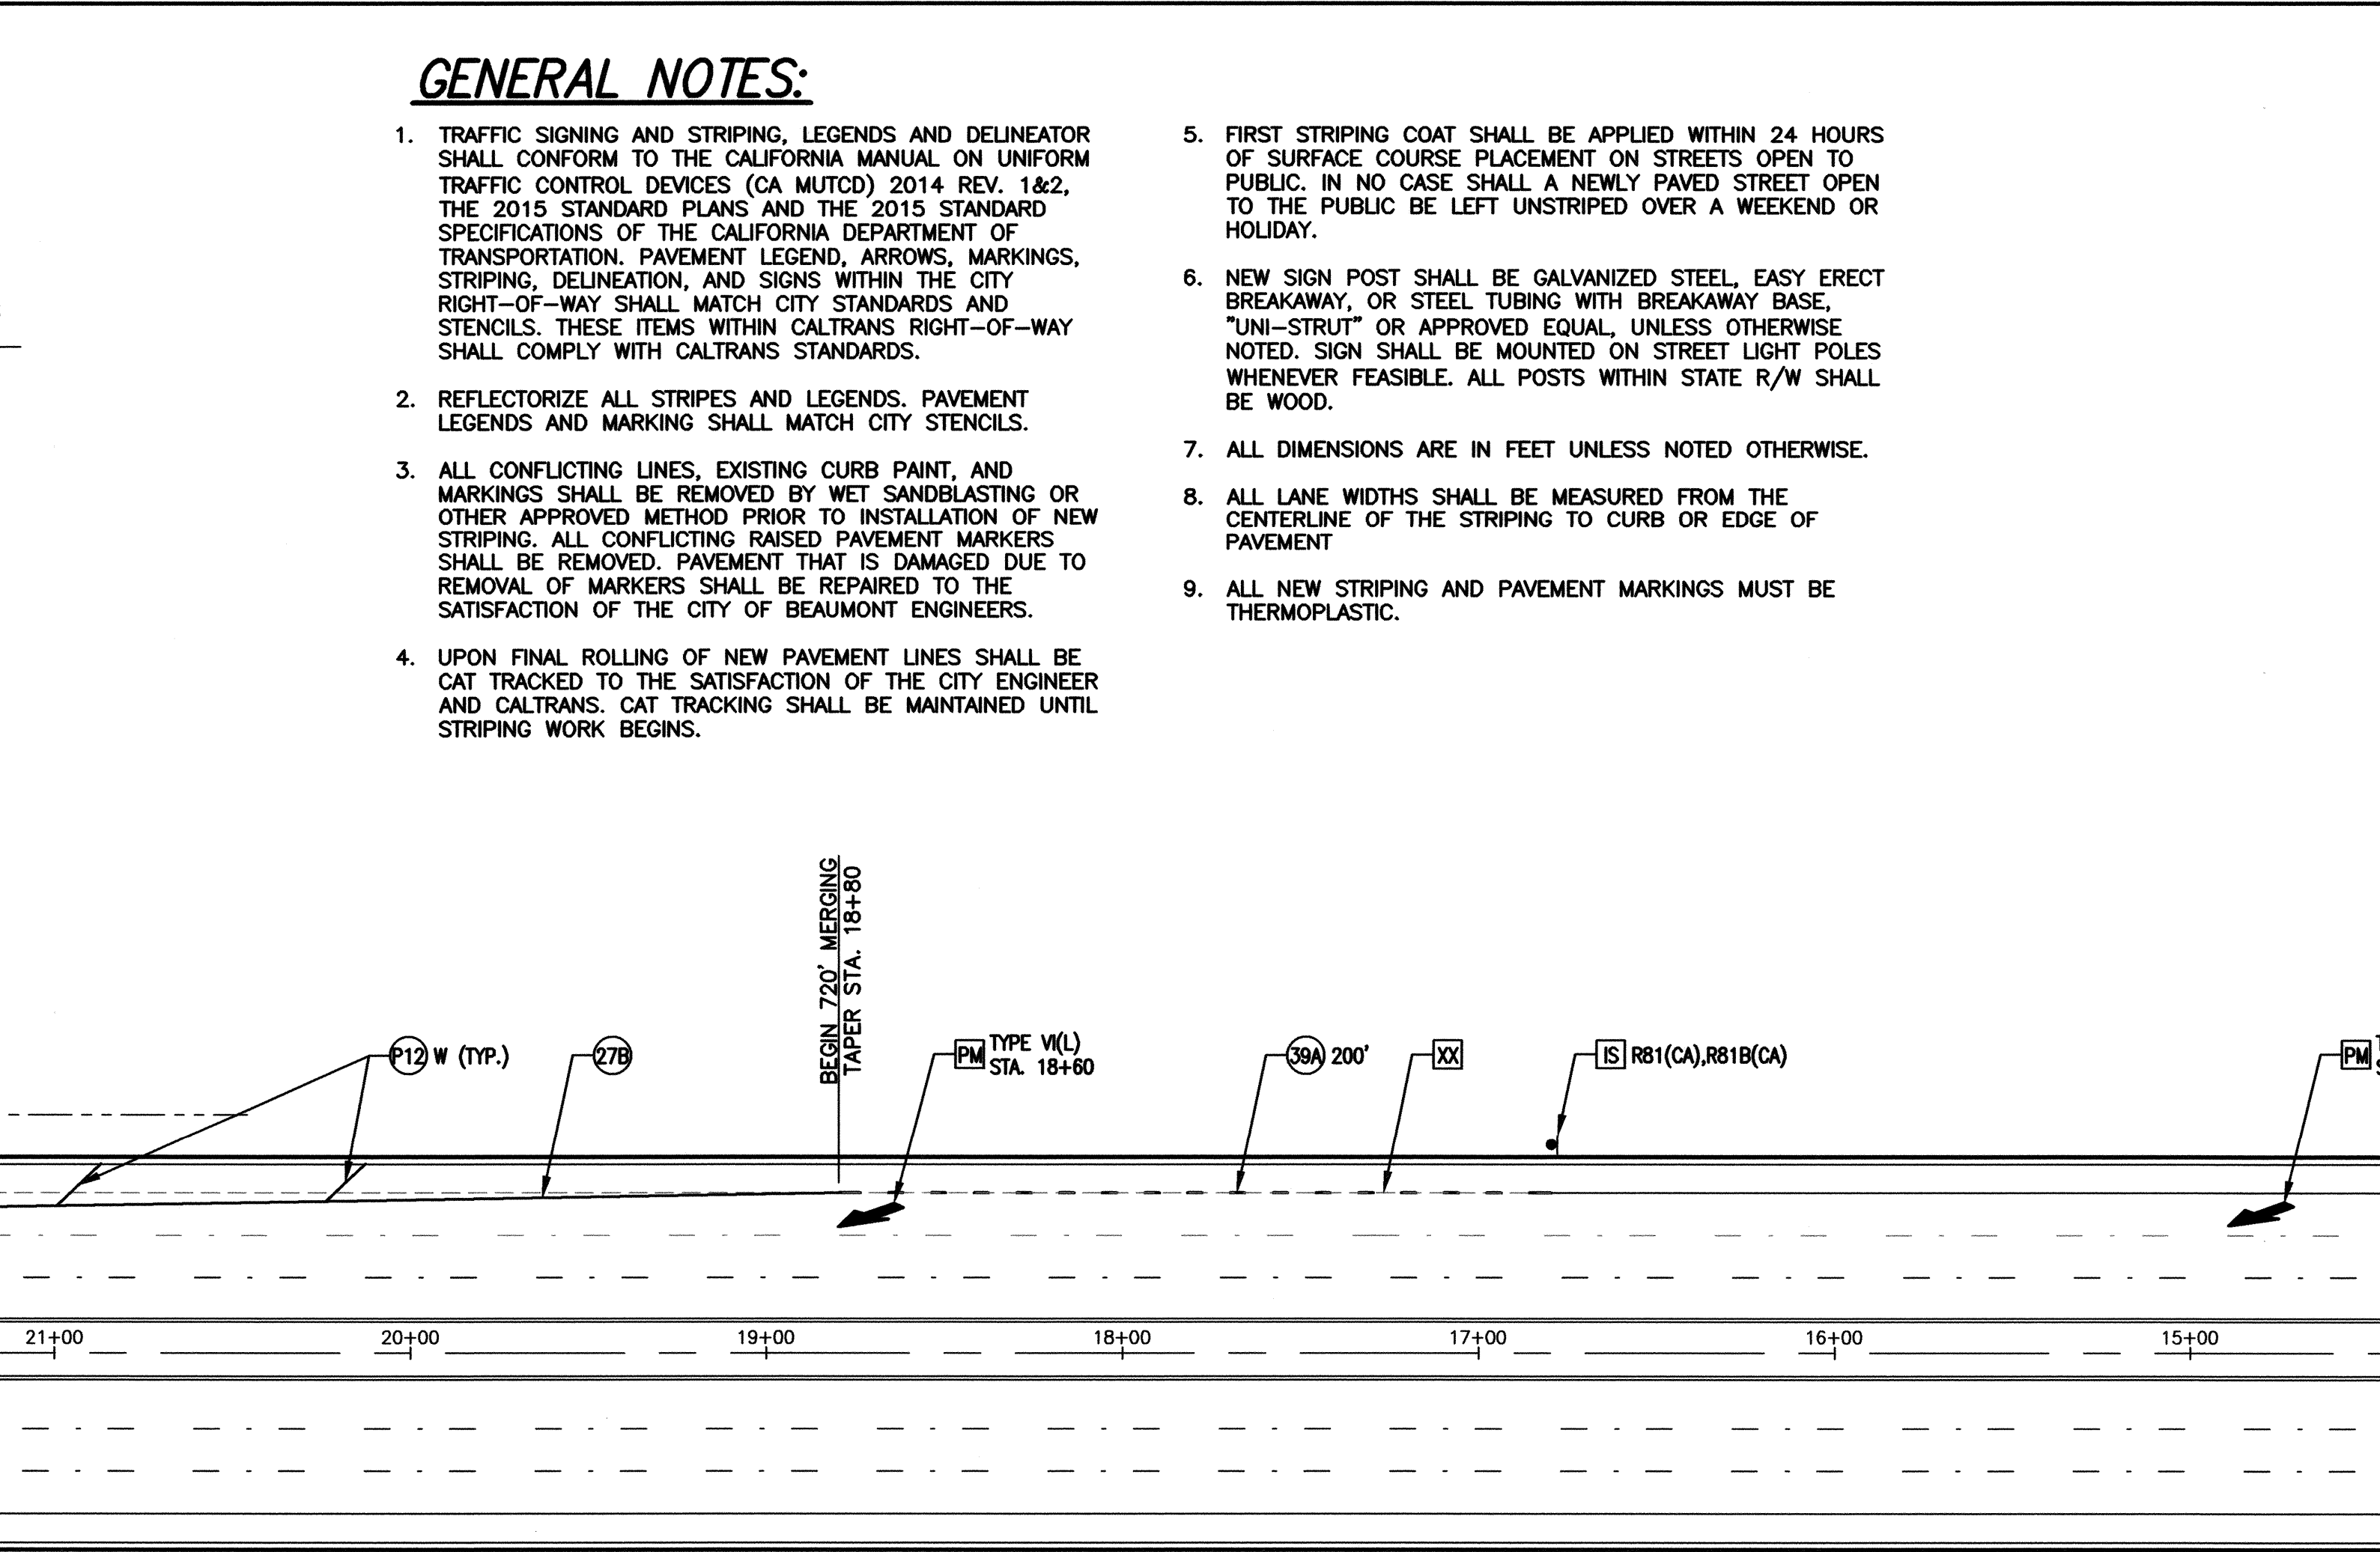 GENERAL NOTES:
1. TRAFFIC SIGNING AND STRIPING, LEGENDS AND DELINEATOR
SHALL CONFORM TO THE CALIFORNIA MANUAL ON UNIFORM
TRAFFIC CONTROL DEVICES (CA MUTCD) 2014 REV. 1&2,
THE 2015 STANDARD PLANS AND THE 2015 STANDARD
SPECIFICATIONS OF THE CALIFORNIA DEPARTMENT OF
TRANSPORTATION. PAVEMENT LEGEND, ARROWS, MARKINGS,
STRIPING, DELINEATION, AND SIGNS WITHIN THE CITY
RIGHT-OF-WAY SHALL MATCH CITY STANDARDS AND
STENCILS. THESE ITEMS WITHIN CALTRANS RIGHT-OF-WAY
SHALL COMPLY WITH CALTRANS STANDARDS.
2. REFLECTORIZE ALL STRIPES AND LEGENDS. PAVEMENT
LEGENDS AND MARKING SHALL MATCH CITY STENCILS.
3. ALL CONFLICTING LINES, EXISTING CURB PAINT, AND
MARKINGS SHALL BE REMOVED BY WET SANDBLASTING OR
OTHER APPROVED METHOD PRIOR TO INSTALLATION OF NEW
STRIPING. ALL CONFLICTING RAISED PAVEMENT MARKERS
SHALL BE REMOVED. PAVEMENT THAT IS DAMAGED DUE TO
REMOVAL OF MARKERS SHALL BE REPAIRED TO THE
SATISFACTION OF THE CITY OF BEAUMONT ENGINEERS.
4. UPON FINAL ROLLING OF NEW PAVEMENT LINES SHALL BE
CAT TRACKED TO THE SATISFACTION OF THE CITY ENGINEER
AND CALTRANS. CAT TRACKING SHALL BE MAINTAINED UNTIL
STRIPING WORK BEGINS.
5. FIRST STRIPING COAT SHALL BE APPLIED WITHIN 24 HOURS
OF SURFACE COURSE PLACEMENT ON STREETS OPEN TO
PUBLIC. IN NO CASE SHALL A NEWLY PAVED STREET OPEN
TO THE PUBLIC BE LEFT UNSTRIPED OVER A WEEKEND OR
HOLIDAY.
6. NEW SIGN POST SHALL BE GALVANIZED STEEL, EASY ERECT
BREAKAWAY, OR STEEL TUBING WITH BREAKAWAY BASE,
"UNI-STRUT" OR APPROVED EQUAL, UNLESS OTHERWISE
NOTED. SIGN SHALL BE MOUNTED ON STREET LIGHT POLES
WHENEVER FEASIBLE. ALL POSTS WITHIN STATE R/W SHALL
BE WOOD.
7. ALL DIMENSIONS ARE IN FEET UNLESS NOTED OTHERWISE.
8. ALL LANE WIDTHS SHALL BE MEASURED FROM THE
CENTERLINE OF THE STRIPING TO CURB OR EDGE OF
PAVEMENT
9. ALL NEW STRIPING AND PAVEMENT MARKINGS MUST BE
THERMOPLASTIC.
BEGIN 720' MERGING
TAPER STA. 18+80
P12 W (TYP.)
27B
PM TYPE VI(L)
STA. 18+60
39A 200'
XX
IS R81(CA),R81B(CA)
PM
21+00 20+00 19+00 18+00 17+00 16+00 15+00